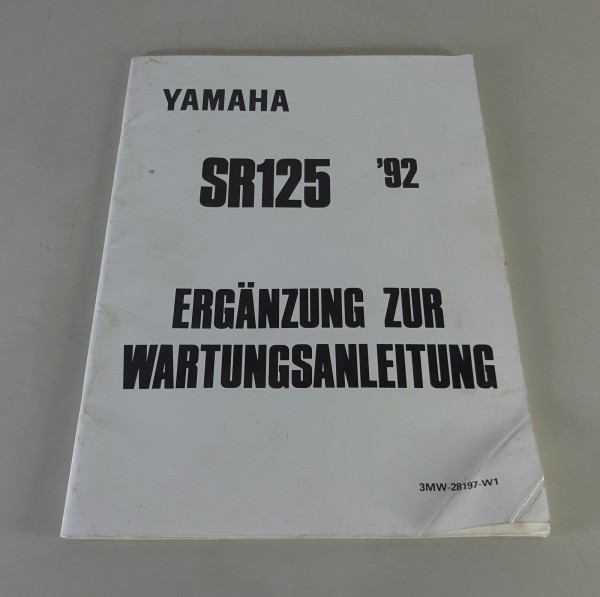 YAMAHA
SR125 '92
ERGÄNZUNG ZUR
WARTUNGSANLEITUNG
3MW-28197-W1